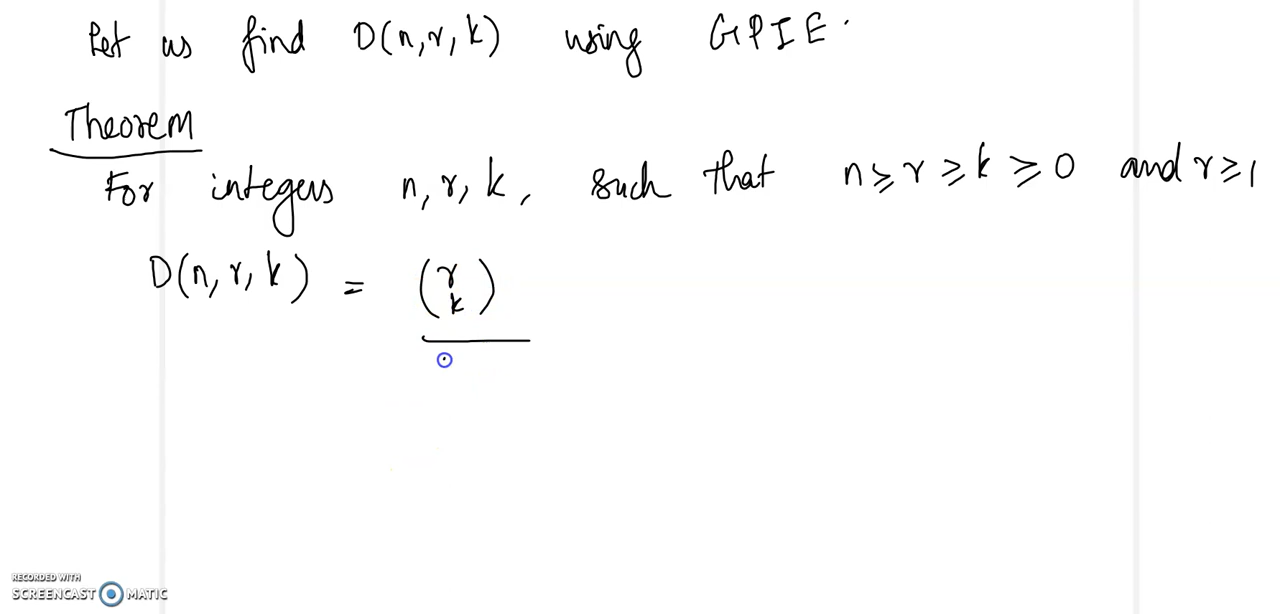 Let us find D(n,r,k) using GPIE.
Theorem
For integers n, r, k, such that n ⩾ r ⩾ k ⩾ 0 and r ⩾ 1
D(n, r, k) = (r k)
RECORDED WITH
SCREENCAST MATIC